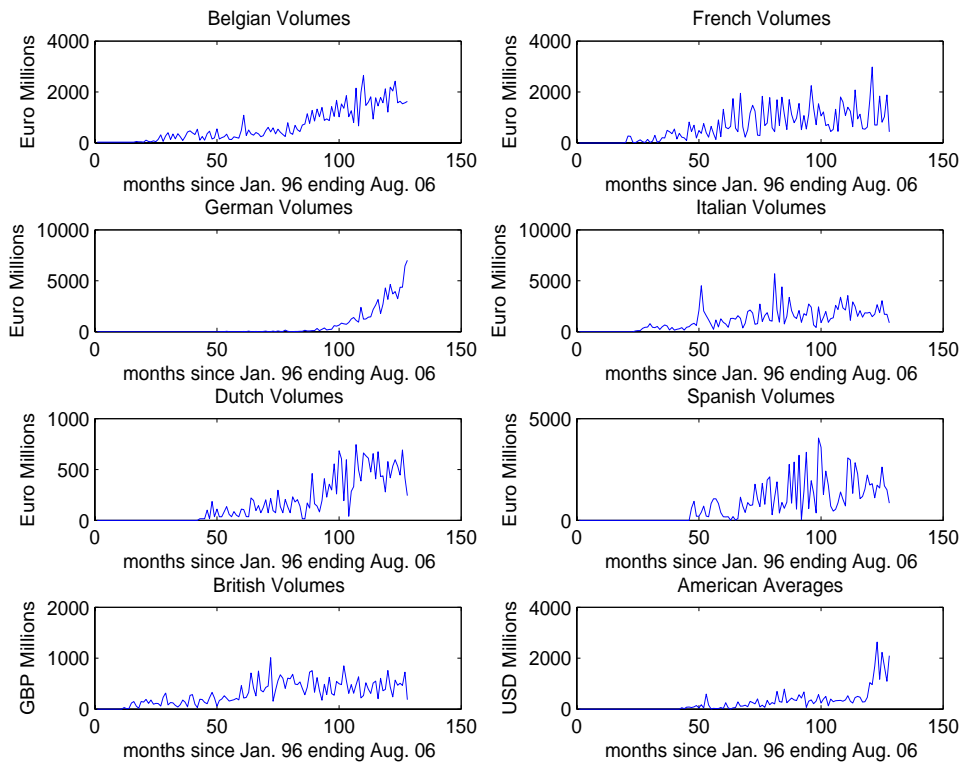 Belgian Volumes
4000
2000
0
Euro Millions
0 50 100 150
months since Jan. 96 ending Aug. 06
French Volumes
4000
2000
0
Euro Millions
0 50 100 150
months since Jan. 96 ending Aug. 06
German Volumes
10000
5000
0
Euro Millions
0 50 100 150
months since Jan. 96 ending Aug. 06
Italian Volumes
10000
5000
0
Euro Millions
0 50 100 150
months since Jan. 96 ending Aug. 06
Dutch Volumes
1000
500
0
Euro Millions
0 50 100 150
months since Jan. 96 ending Aug. 06
Spanish Volumes
5000
0
Euro Millions
0 50 100 150
months since Jan. 96 ending Aug. 06
British Volumes
2000
1000
0
GBP Millions
0 50 100 150
months since Jan. 96 ending Aug. 06
American Averages
4000
2000
0
USD Millions
0 50 100 150
months since Jan. 96 ending Aug. 06